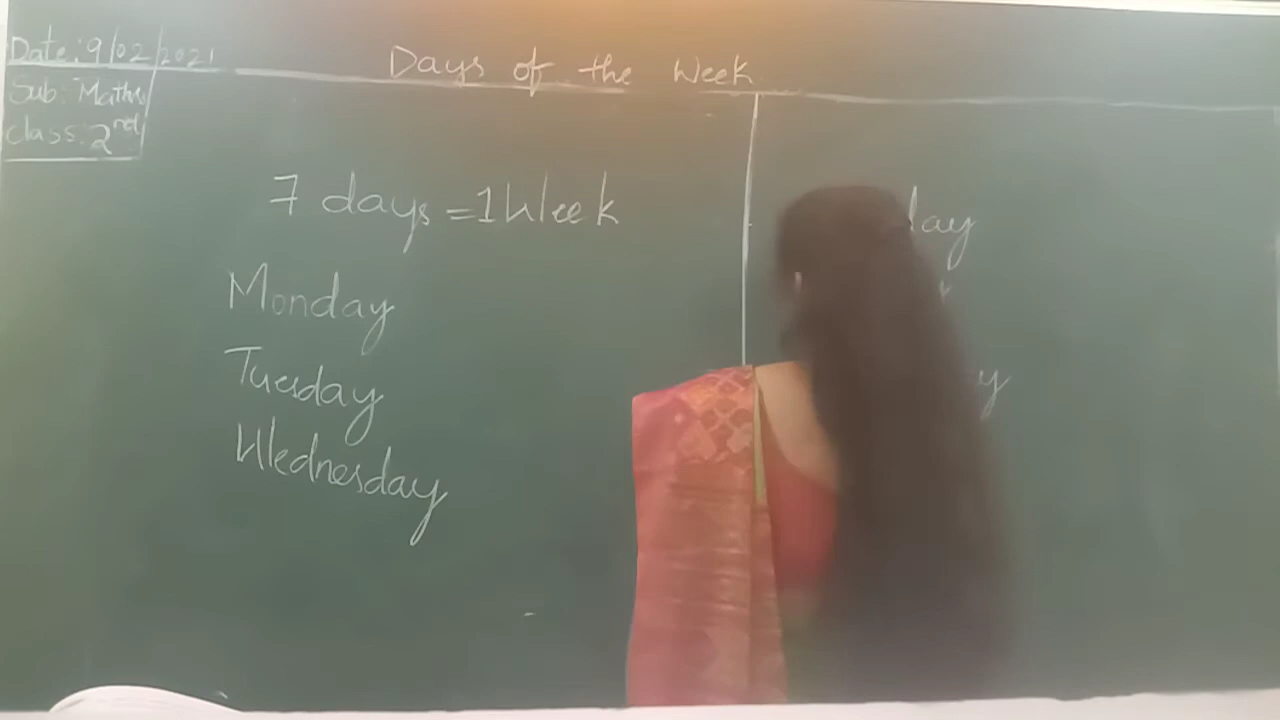 Date: 9/02/2021
Days of the Week
Sub: Maths
Class: 2nd
7 days = 1 Week
Monday
Tuesday
Wednesday